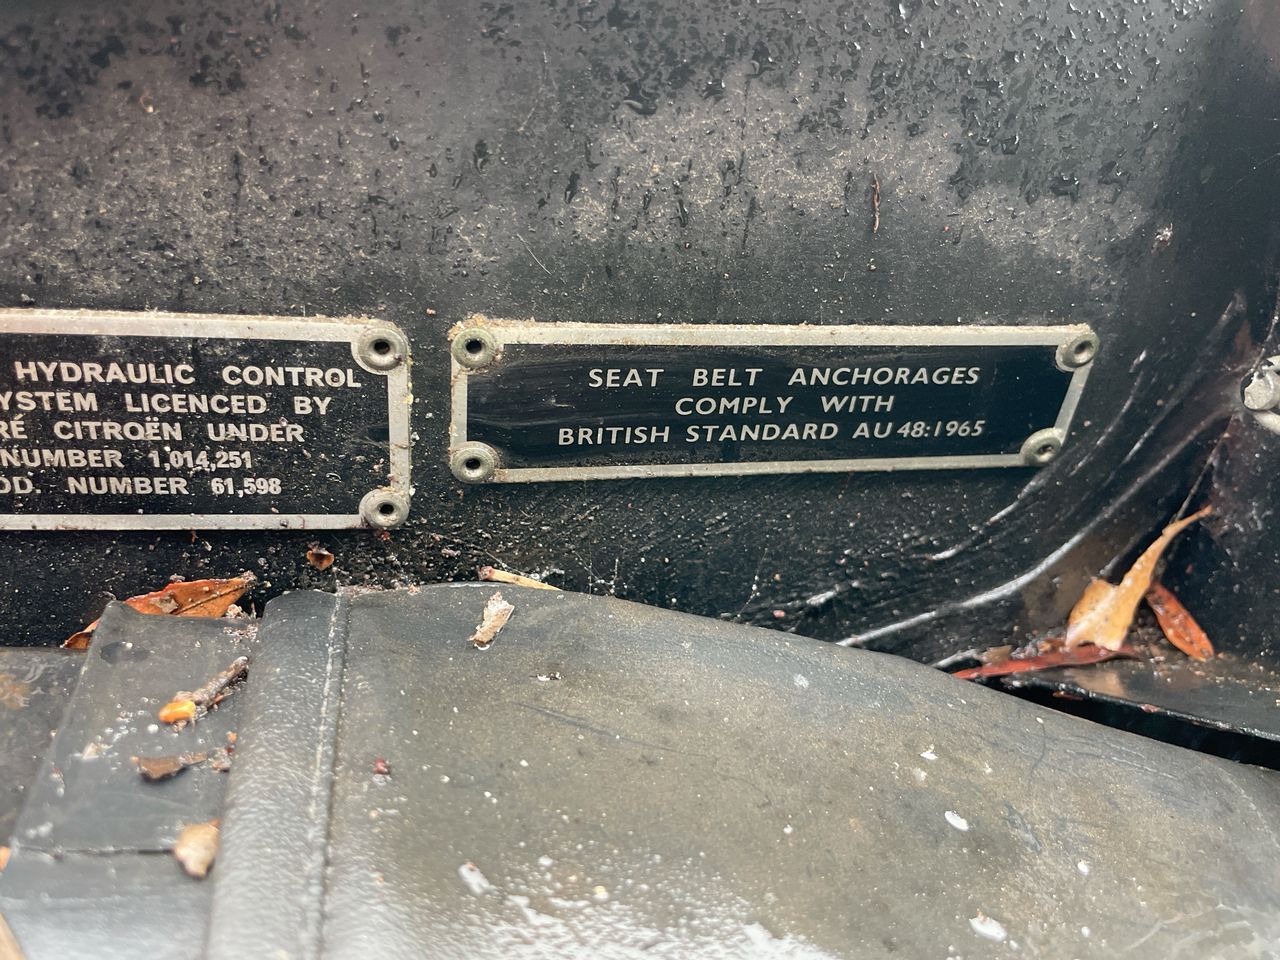 HYDRAULIC CONTROL
YSTEM LICENCED BY
RÉ CITROËN UNDER
NUMBER 1,014,251
OD. NUMBER 61,598
SEAT BELT ANCHORAGES
COMPLY WITH
BRITISH STANDARD AU 48:1965